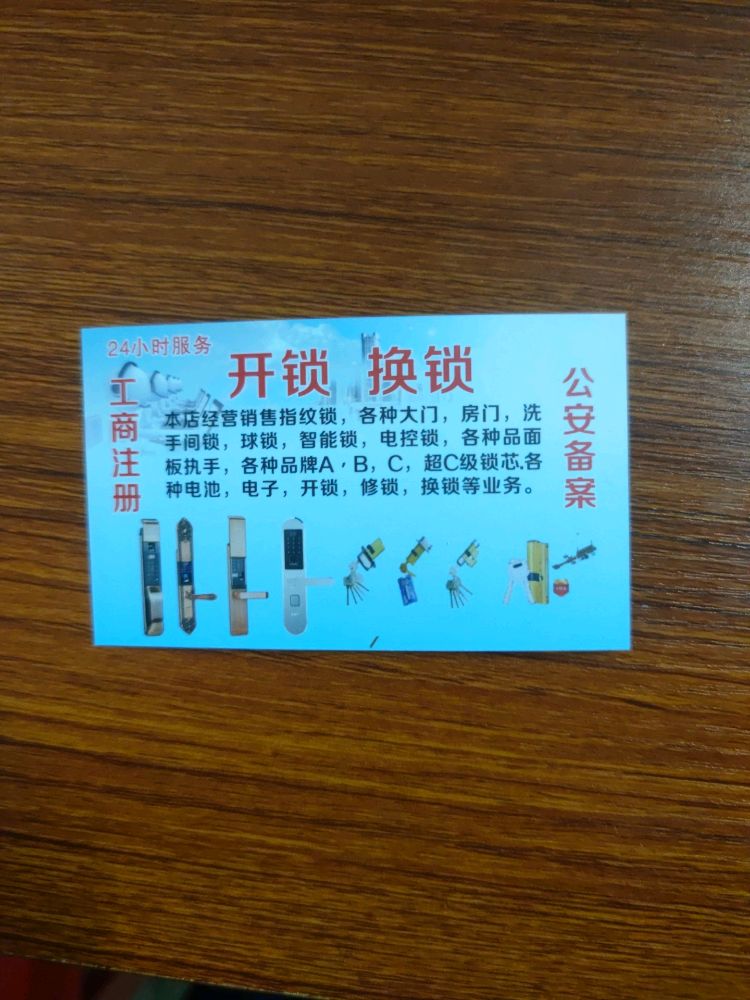 24小时服务
开锁 换锁
工商注册
本店经营销售指纹锁，各种大门，房门，洗
手间锁，球锁，智能锁，电控锁，各种品面
板执手，各种品牌A，B，C，超C级锁芯.各
种电池，电子，开锁，修锁，换锁等业务。
公安备案